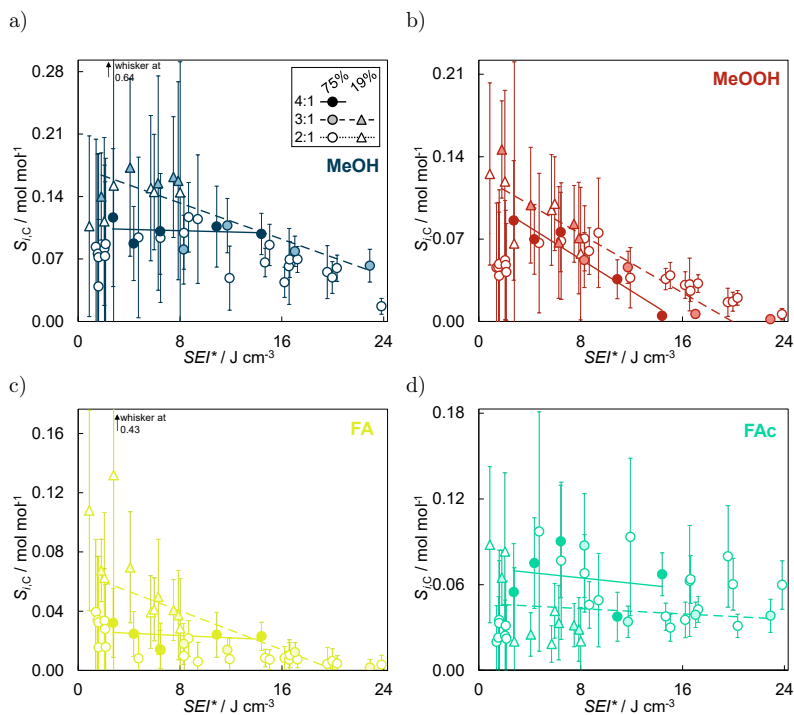 a)
whisker at
0.64
75% 19%
4:1
3:1
2:1
MeOH
0.28
0.21
0.14
0.07
0.00
S_{i,C} / mol mol⁻¹
0 8 16 24
SEI* / J cm⁻³
b)
MeOOH
0.21
0.14
0.07
0.00
S_{i,C} / mol mol⁻¹
0 8 16 24
SEI* / J cm⁻³
c)
whisker at
0.43
FA
0.16
0.12
0.08
0.04
0.00
S_{i,C} / mol mol⁻¹
0 8 16 24
SEI* / J cm⁻³
d)
FAc
0.16
0.12
0.08
0.04
0.00
S_{i,C} / mol mol⁻¹
0 8 16 24
SEI* / J cm⁻³